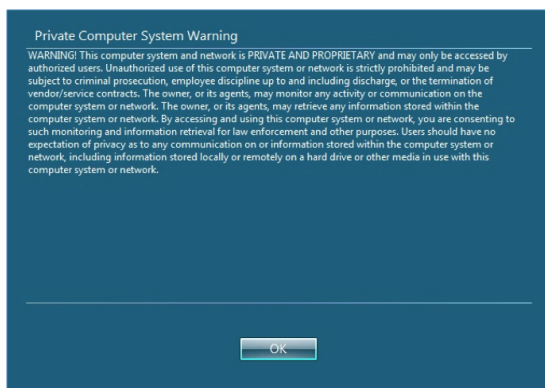 Private Computer System Warning
WARNING! This computer system and network is PRIVATE AND PROPRIETARY and may only be accessed by
authorized users. Unauthorized use of this computer system or network is strictly prohibited and may be
subject to criminal prosecution, employee discipline up to and including discharge, or the termination of
vendor/service contracts. The owner, or its agents, may monitor any activity or communication on the
computer system or network. The owner, or its agents, may retrieve any information stored within the
computer system or network. By accessing and using this computer system or network, you are consenting to
such monitoring and information retrieval for law enforcement and other purposes. Users should have no
expectation of privacy as to any communication on or information stored within the computer system or
network, including information stored locally or remotely on a hard drive or other media in use with this
computer system or network.
OK